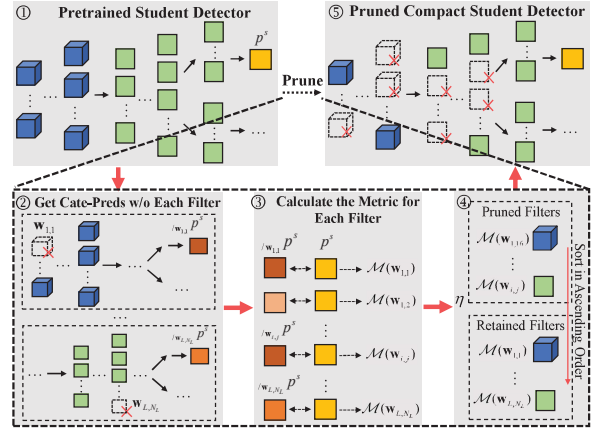 ① Pretrained Student Detector
p^s
Prune
⑤ Pruned Compact Student Detector
② Get Cate-Preds w/o Each Filter
w_{1,1}
/w_{1,1} p^s
/w_{L,N_L} p^s
w_{L,N_L}
③ Calculate the Metric for
Each Filter
/w_{1,1} p^s p^s
M(w_{1,1})
M(w_{1,2})
/w_{i,j} p^s
M(w_{i,j})
/w_{L,N_L} p^s
M(w_{L,N_L})
④
Pruned Filters
M(w_{1,16})
M(w_{i,j})
η
Retained Filters
M(w_{1,1})
M(w_{L,N_L})
Sort in Ascending Order